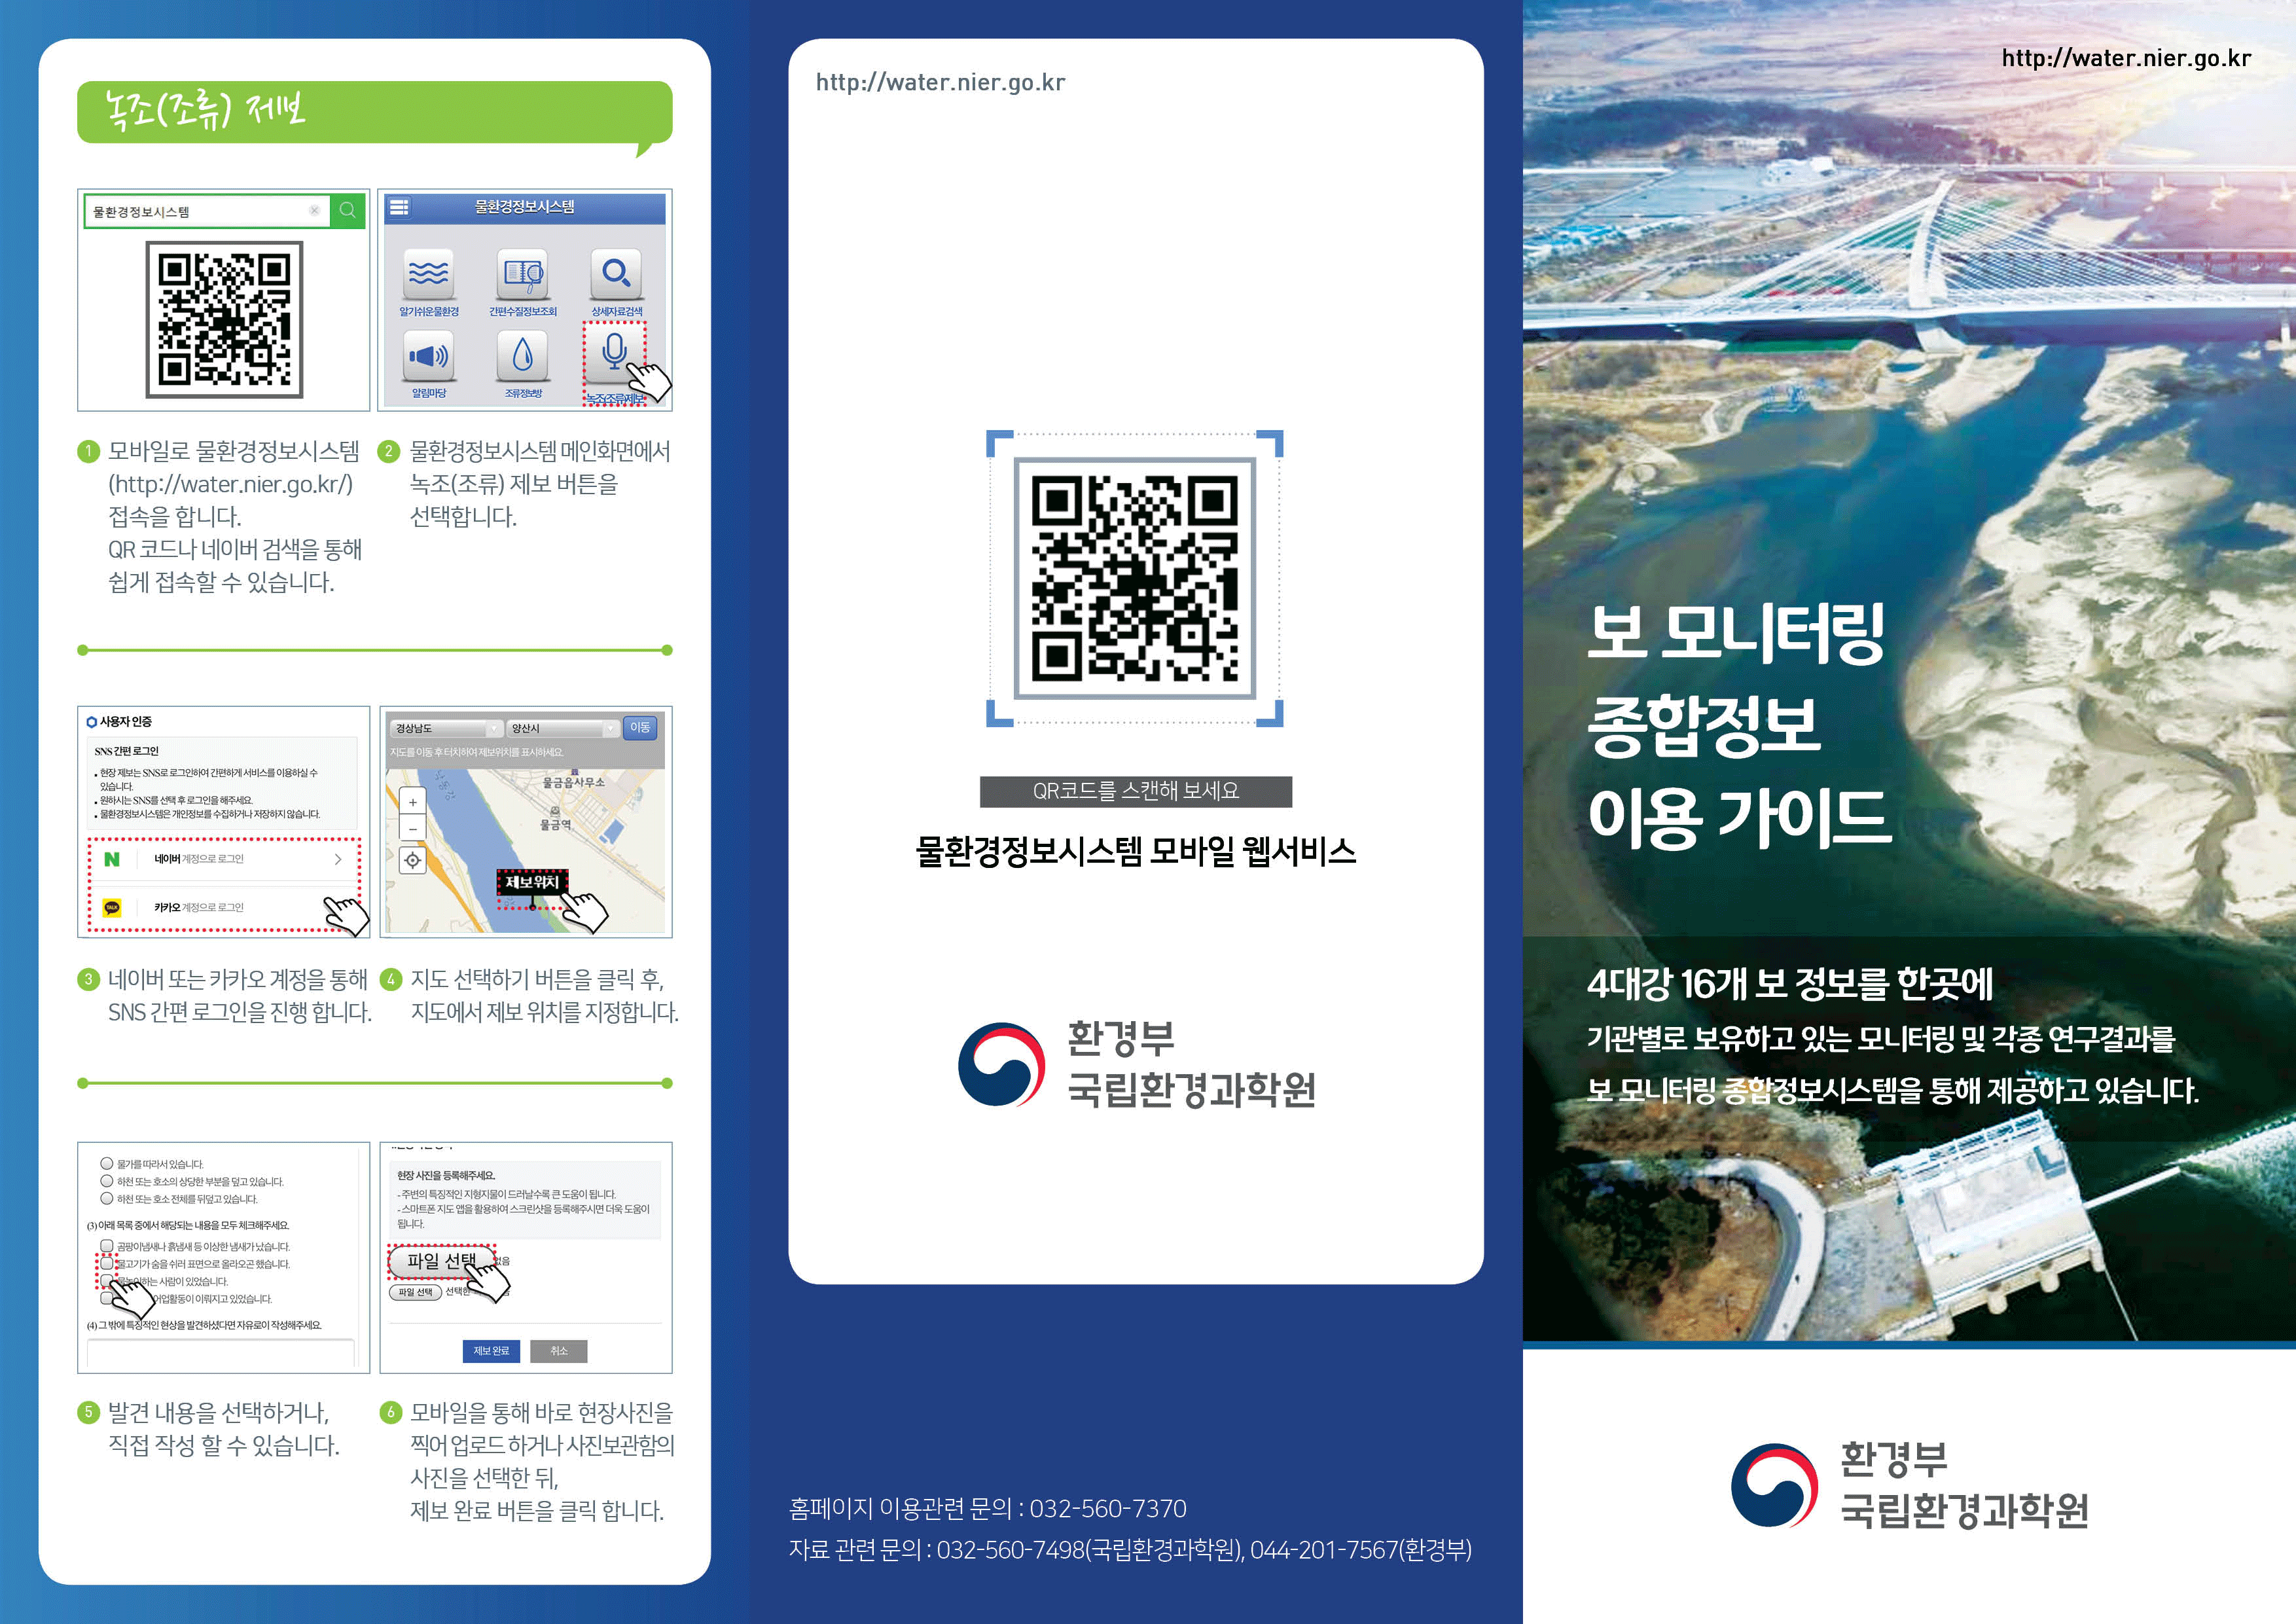 녹조(조류) 제보
물환경정보시스템
물환경정보시스템
알기쉬운물환경
간편수질정보조회
상세자료검색
알림마당
조류정보방
녹조(조류)제보
1 모바일로 물환경정보시스템
(http://water.nier.go.kr/)
접속을 합니다.
QR 코드나 네이버 검색을 통해
쉽게 접속할 수 있습니다.
2 물환경정보시스템 메인화면에서
녹조(조류) 제보 버튼을
선택합니다.
사용자 인증
SNS 간편 로그인
• 현장 제보는 SNS로 로그인하여 간편하게 서비스를 이용하실 수
있습니다.
• 원하시는 SNS를 선택 후 로그인을 해주세요.
• 물환경정보시스템은 개인정보를 수집하거나 저장하지 않습니다.
N 네이버 계정으로 로그인
TALK 카카오 계정으로 로그인
경상남도 양산시 이동
지도를 이동 후 터치하여 제보위치를 표시하세요.
물금읍사무소
물금역
+
-
제보위치
3 네이버 또는 카카오 계정을 통해
SNS 간편 로그인을 진행 합니다.
4 지도 선택하기 버튼을 클릭 후,
지도에서 제보 위치를 지정합니다.
물가를 따라서 있습니다.
하천 또는 호소의 상당한 부분을 덮고 있습니다.
하천 또는 호소 전체를 뒤덮고 있습니다.
(3) 아래 목록 중에서 해당되는 내용을 모두 체크해주세요.
곰팡이냄새나 흙냄새 등 이상한 냄새가 났습니다.
물고기가 숨을 쉬러 표면으로 올라오곤 했습니다.
물놀이하는 사람이 있었습니다.
어업활동이 이뤄지고 있었습니다.
(4) 그 밖에 특징적인 현상을 발견하셨다면 자유로이 작성해주세요.
현장 사진을 등록해주세요.
- 주변의 특징적인 지형지물이 드러날수록 큰 도움이 됩니다.
- 스마트폰 지도 앱을 활용하여 스크린샷을 등록해주시면 더욱 도움이
됩니다.
파일 선택 없음
파일 선택 선택한
제보 완료 취소
5 발견 내용을 선택하거나,
직접 작성 할 수 있습니다.
6 모바일을 통해 바로 현장사진을
찍어 업로드 하거나 사진보관함의
사진을 선택한 뒤,
제보 완료 버튼을 클릭 합니다.
http://water.nier.go.kr
QR코드를 스캔해 보세요
물환경정보시스템 모바일 웹서비스
환경부
국립환경과학원
홈페이지 이용관련 문의 : 032-560-7370
자료 관련 문의 : 032-560-7498(국립환경과학원), 044-201-7567(환경부)
http://water.nier.go.kr
보 모니터링
종합정보
이용 가이드
4대강 16개 보 정보를 한곳에
기관별로 보유하고 있는 모니터링 및 각종 연구결과를
보 모니터링 종합정보시스템을 통해 제공하고 있습니다.
환경부
국립환경과학원